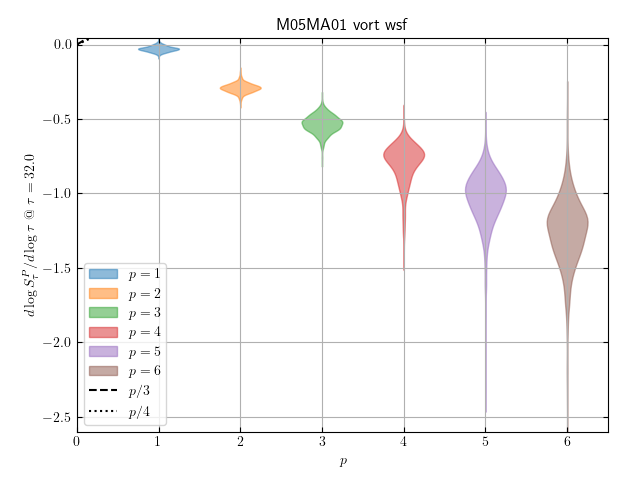 M05MA01 vort wsf
d log S_τ^P / d log τ @ τ = 32.0
0.0
−0.5
−1.0
−1.5
−2.0
−2.5
p = 1
p = 2
p = 3
p = 4
p = 5
p = 6
p/3
p/4
0 1 2 3 4 5 6
p